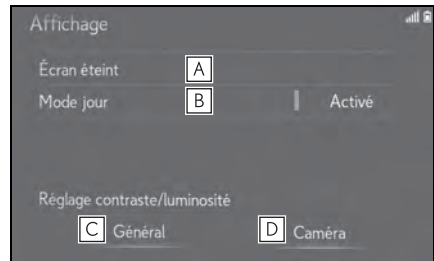 Affichage
Écran éteint A
Mode jour B Activé
Réglage contraste/luminosité
C Général D Caméra